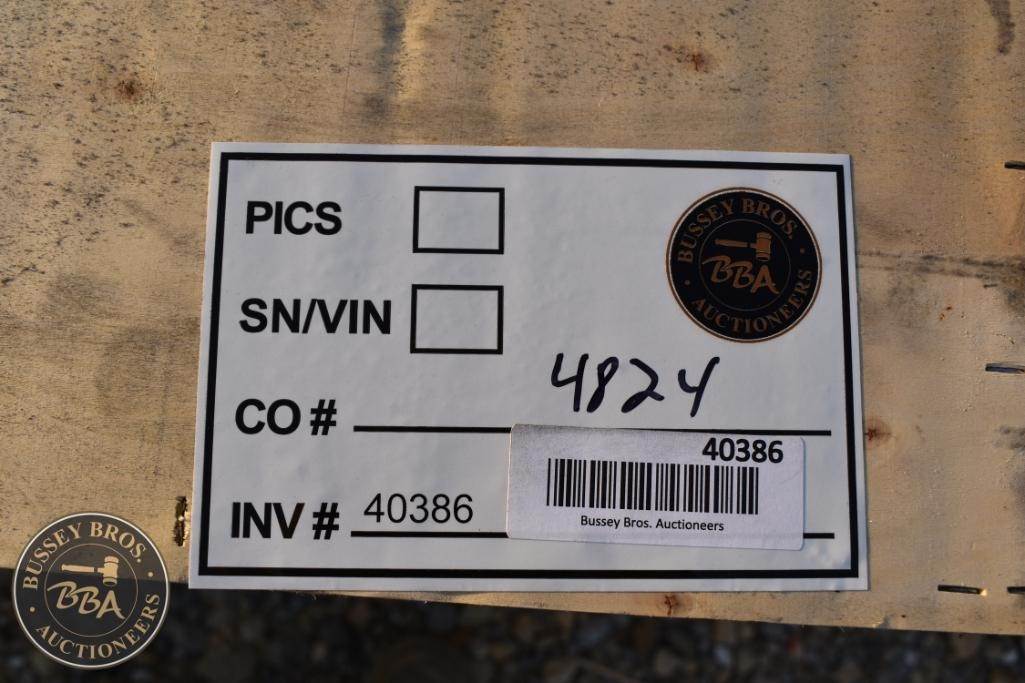 PICS
BUSSEY BROS.
BBA
AUCTIONEERS
SN/VIN
CO # 4824
40386
INV # 40386
Bussey Bros. Auctioneers
BUSSEY BROS.
BBA
AUCTIONEERS